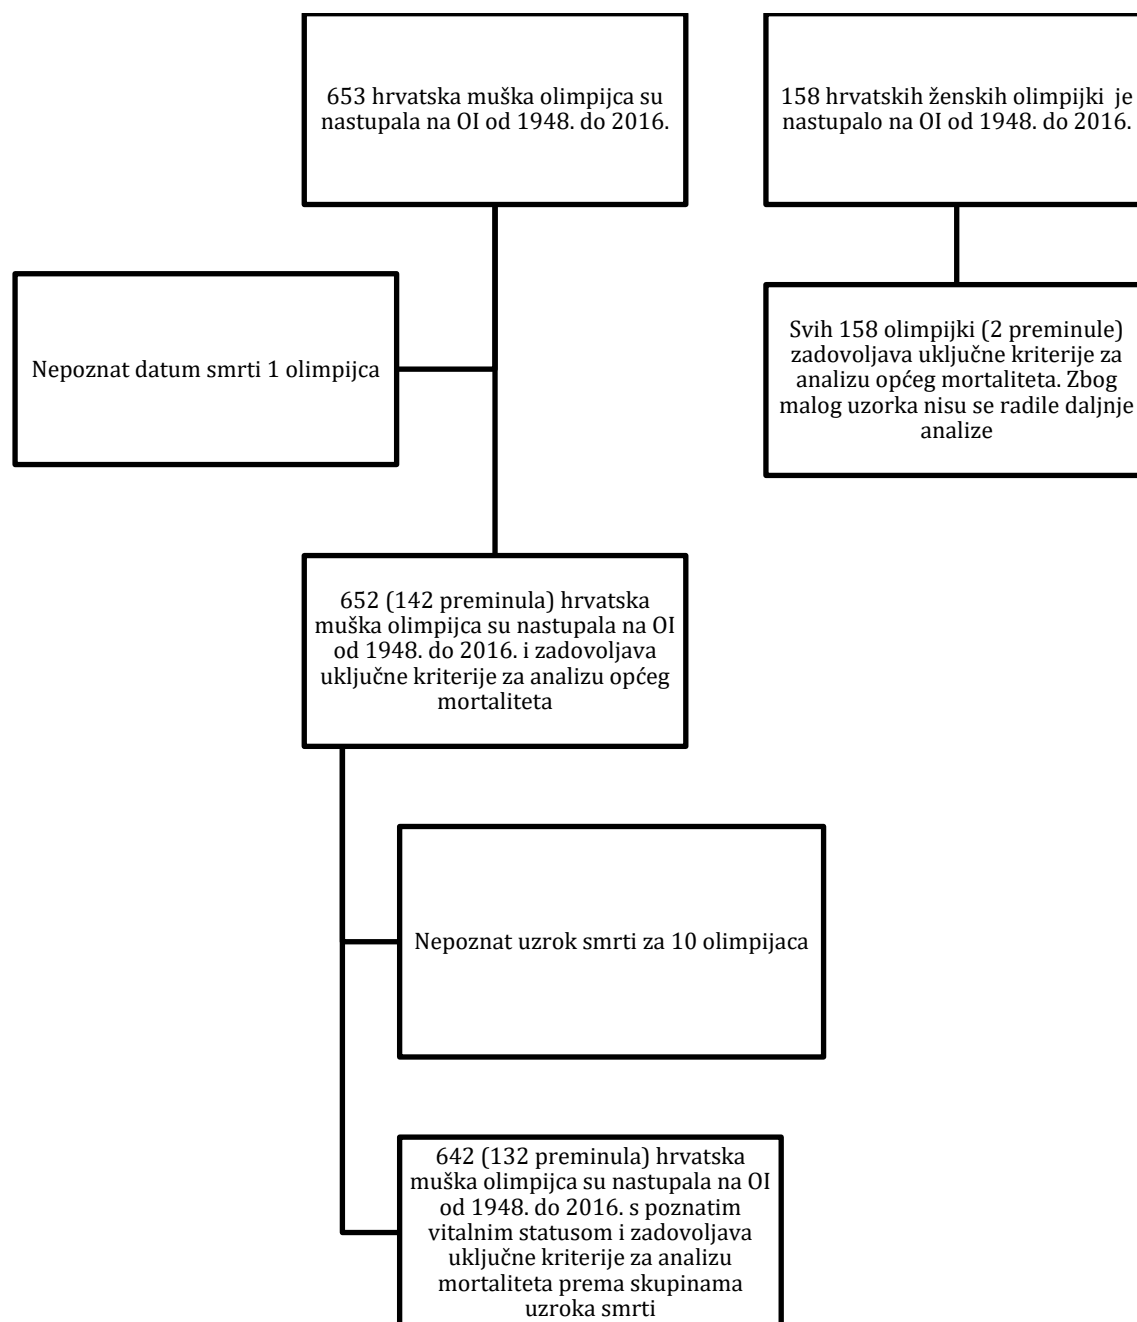 653 hrvatska muška olimpijca su
nastupala na OI od 1948. do 2016.
158 hrvatskih ženskih olimpijki je
nastupalo na OI od 1948. do 2016.
Nepoznat datum smrti 1 olimpijca
Svih 158 olimpijki (2 preminule)
zadovoljava uključne kriterije za
analizu općeg mortaliteta. Zbog
malog uzorka nisu se radile daljnje
analize
652 (142 preminula) hrvatska
muška olimpijca su nastupala na OI
od 1948. do 2016. i zadovoljava
uključne kriterije za analizu općeg
mortaliteta
Nepoznat uzrok smrti za 10 olimpijaca
642 (132 preminula) hrvatska
muška olimpijca su nastupala na OI
od 1948. do 2016. s poznatim
vitalnim statusom i zadovoljava
uključne kriterije za analizu
mortaliteta prema skupinama
uzroka smrti